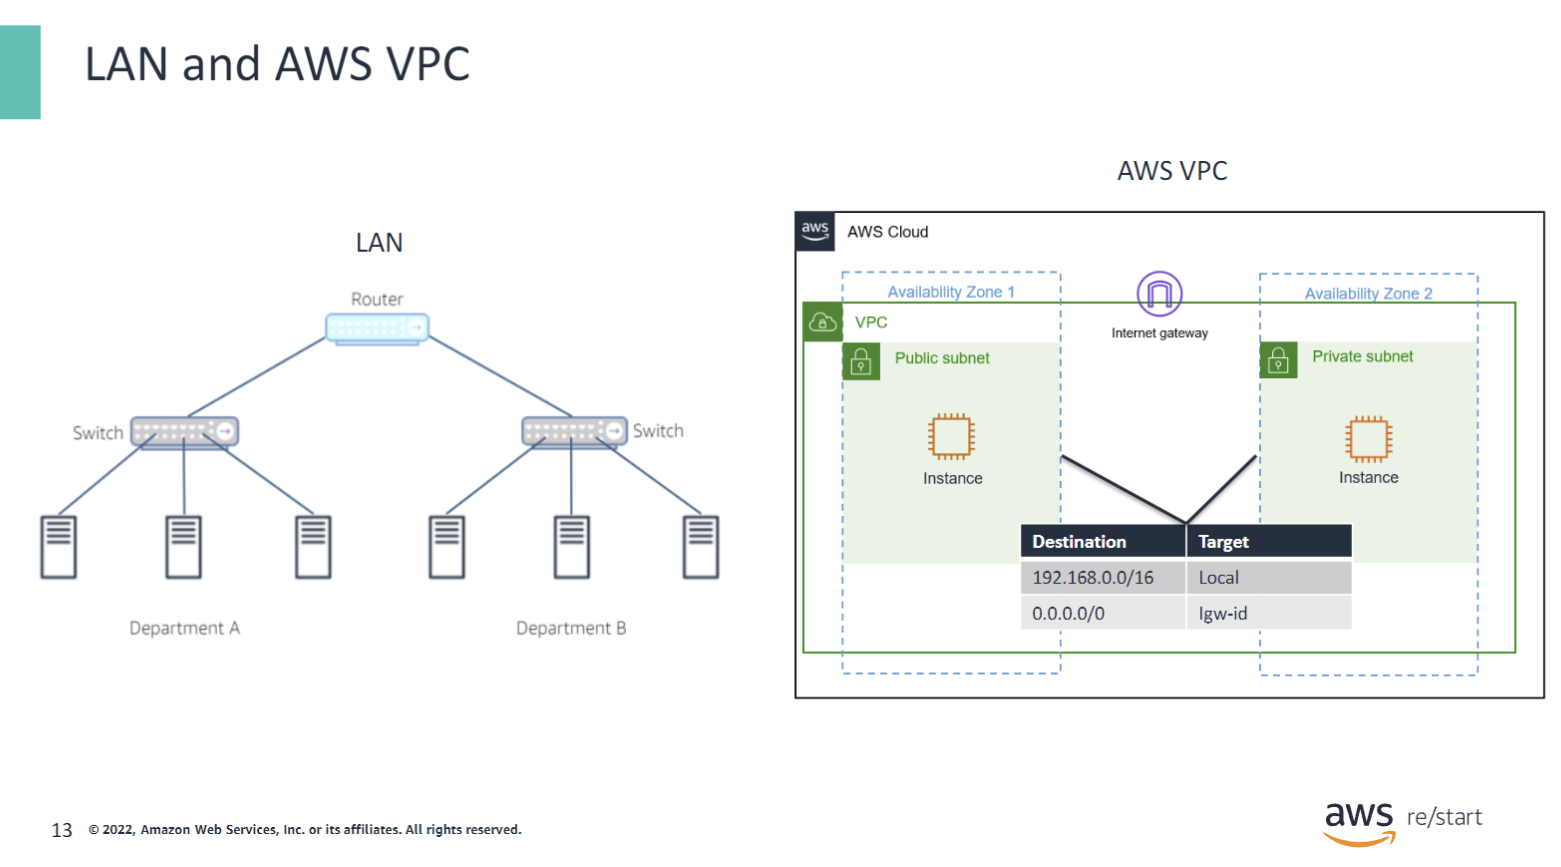 LAN and AWS VPC
LAN
Router
Switch
Switch
Department A
Department B
AWS VPC
aws
AWS Cloud
Availability Zone 1
Availability Zone 2
Internet gateway
VPC
Public subnet
Private subnet
Instance
Instance
Destination Target
192.168.0.0/16 Local
0.0.0.0/0 Igw-id
13 © 2022, Amazon Web Services, Inc. or its affiliates. All rights reserved.
aws re/start